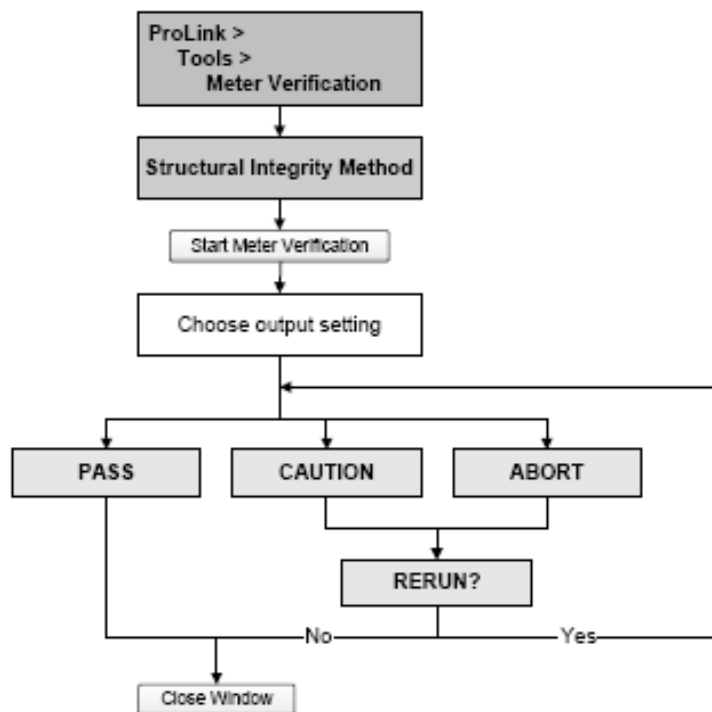 ProLink >
Tools >
Meter Verification
Structural Integrity Method
Start Meter Verification
Choose output setting
PASS
CAUTION
ABORT
RERUN?
No
Yes
Close Window